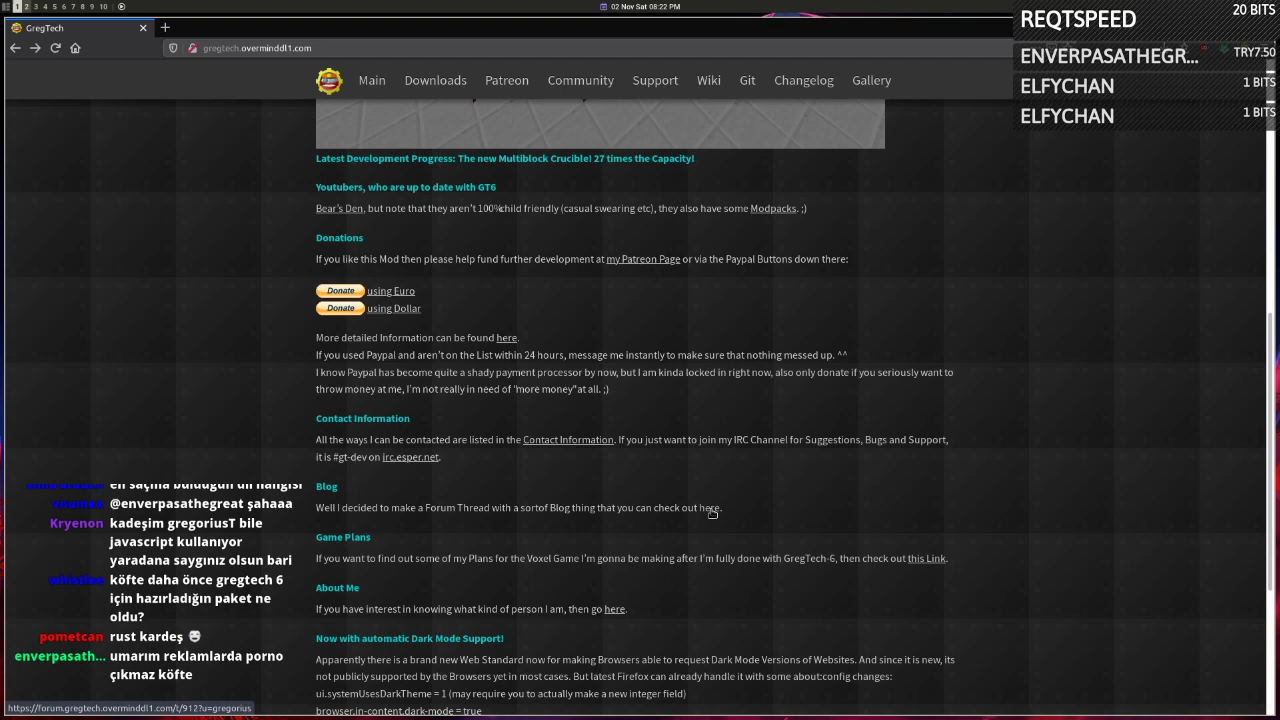 1 2 3 4 5 6 7 8 9 10
02 Nov Sat 08:22 PM
GregTech
gregtech.overminddl1.com
Main Downloads Patreon Community Support Wiki Git Changelog Gallery
REQTSPEED 20 BITS
ENVERPASATHEGR... TRY7.50
ELFYCHAN 1 BITS
ELFYCHAN 1 BITS
Latest Development Progress: The new Multiblock Crucible! 27 times the Capacity!
Youtubers, who are up to date with GT6
Bear's Den, but note that they aren't 100% child friendly (casual swearing etc), they also have some Modpacks. ;)
Donations
If you like this Mod then please help fund further development at my Patreon Page or via the Paypal Buttons down there:
Donate using Euro
Donate using Dollar
More detailed Information can be found here.
If you used Paypal and aren't on the List within 24 hours, message me instantly to make sure that nothing messed up. ^^
I know Paypal has become quite a shady payment processor by now, but I am kinda locked in right now, also only donate if you seriously want to
throw money at me, I'm not really in need of "more money" at all. ;)
Contact Information
All the ways I can be contacted are listed in the Contact Information. If you just want to join my IRC Channel for Suggestions, Bugs and Support,
it is #gt-dev on irc.esper.net.
Blog
Well I decided to make a Forum Thread with a sortof Blog thing that you can check out here.
Game Plans
If you want to find out some of my Plans for the Voxel Game I'm gonna be making after I'm fully done with GregTech-6, then check out this Link.
About Me
If you have interest in knowing what kind of person I am, then go here.
Now with automatic Dark Mode Support!
Apparently there is a brand new Web Standard now for making Browsers able to request Dark Mode Versions of Websites. And since it is new, its
not publicly supported by the Browsers yet in most cases. But latest Firefox can already handle it with some about:config changes:
ui.systemUsesDarkTheme = 1 (may require you to actually make a new integer field)
browser.in-content.dark-mode = true
en saçma bulduğun dil hangisi
@enverpasathegreat şahaaa
Kryenon kadeşim gregoriusT bile
javascript kullanıyor
yaradana saygınız olsun bari
whistlee köfte daha önce gregtech 6
için hazırladığın paket ne
oldu?
pometcan rust kardeş
enverpasath... umarım reklamlarda porno
çıkmaz köfte
https://forum.gregtech.overminddl1.com/t/912?u=gregorius